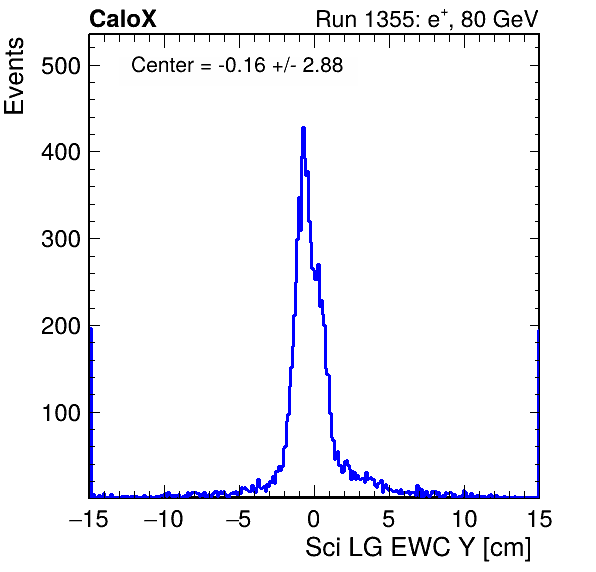 CaloX Run 1355: e⁺, 80 GeV
Events
Center = -0.16 +/- 2.88
500
400
300
200
100
−15 −10 −5 0 5 10 15
Sci LG EWC Y [cm]